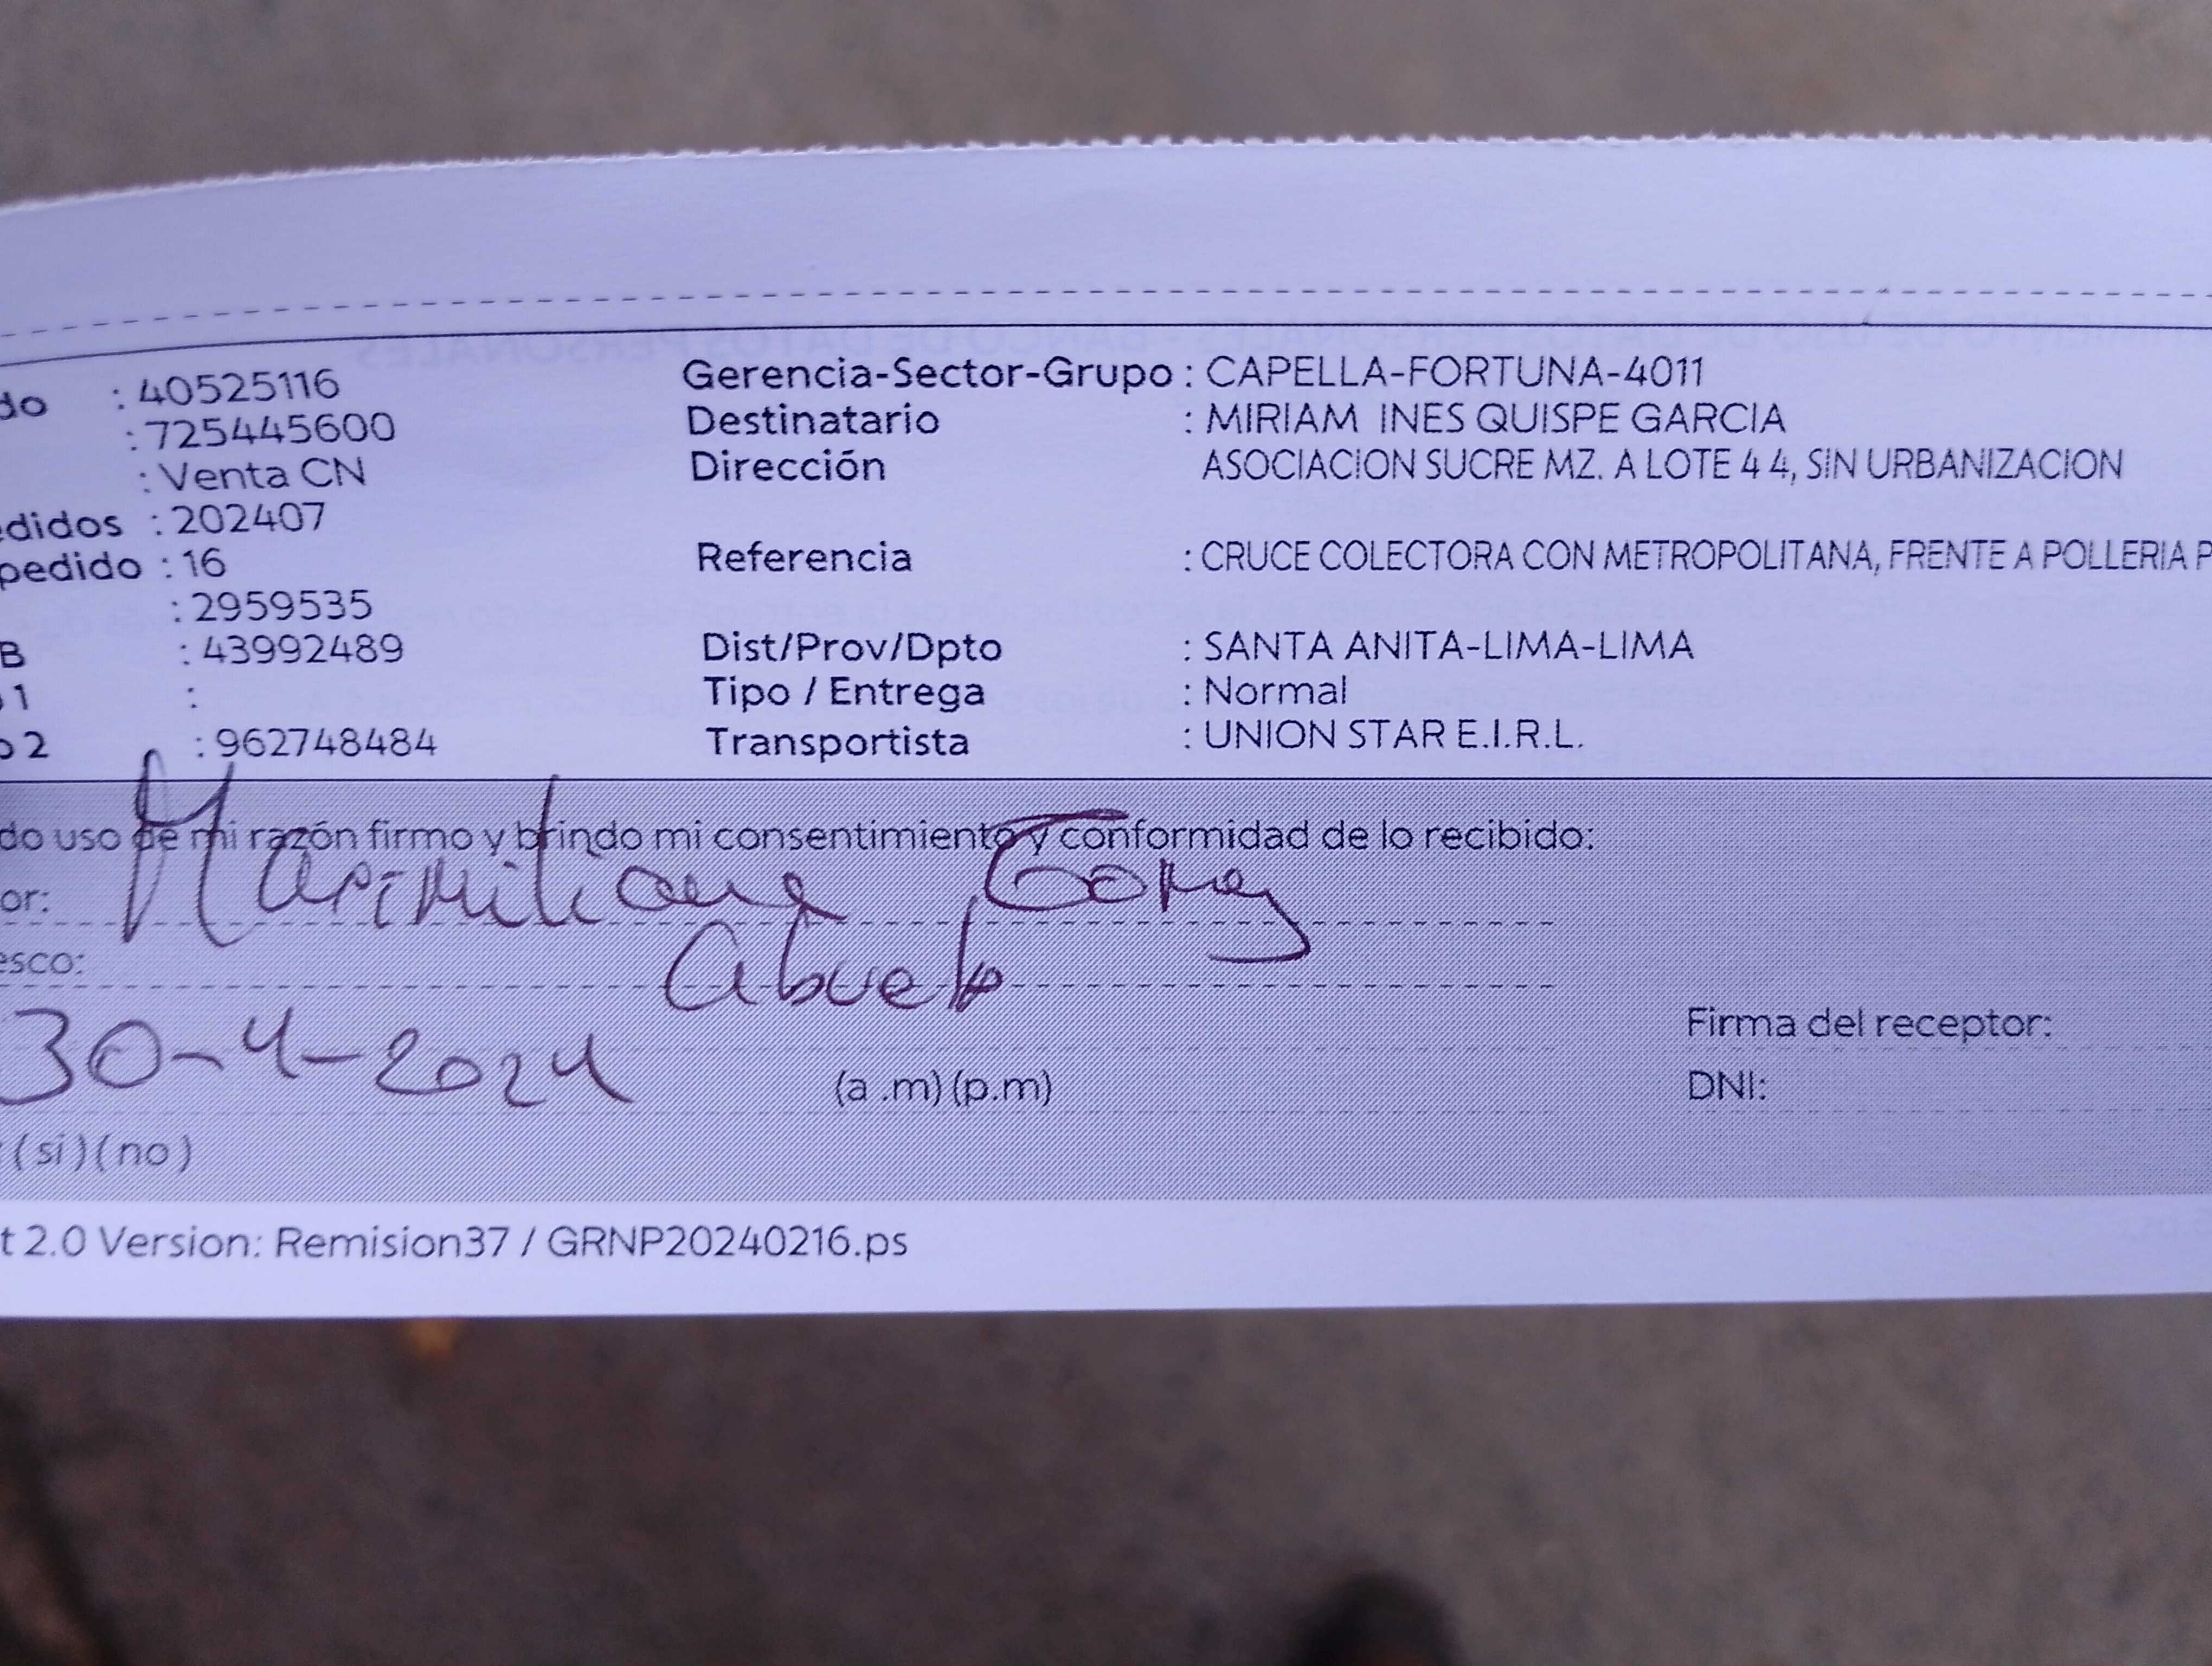 do : 40525116
: 725445600
: Venta CN
edidos : 202407
pedido : 16
: 2959535
B : 43992489
1 :
o 2 : 962748484
Gerencia-Sector-Grupo : CAPELLA-FORTUNA-4011
Destinatario : MIRIAM INES QUISPE GARCIA
Dirección ASOCIACION SUCRE MZ. A LOTE 4 4, SIN URBANIZACION
Referencia : CRUCE COLECTORA CON METROPOLITANA, FRENTE A POLLERIA P
Dist/Prov/Dpto : SANTA ANITA-LIMA-LIMA
Tipo / Entrega : Normal
Transportista : UNION STAR E.I.R.L.
do uso de mi razón firmo y brindo mi consentimiento y conformidad de lo recibido:
or:
esco: Abuelo
30-4-2024 (a .m) (p.m)
(si) (no)
Firma del receptor:
DNI:
t 2.0 Version: Remision37 / GRNP20240216.ps